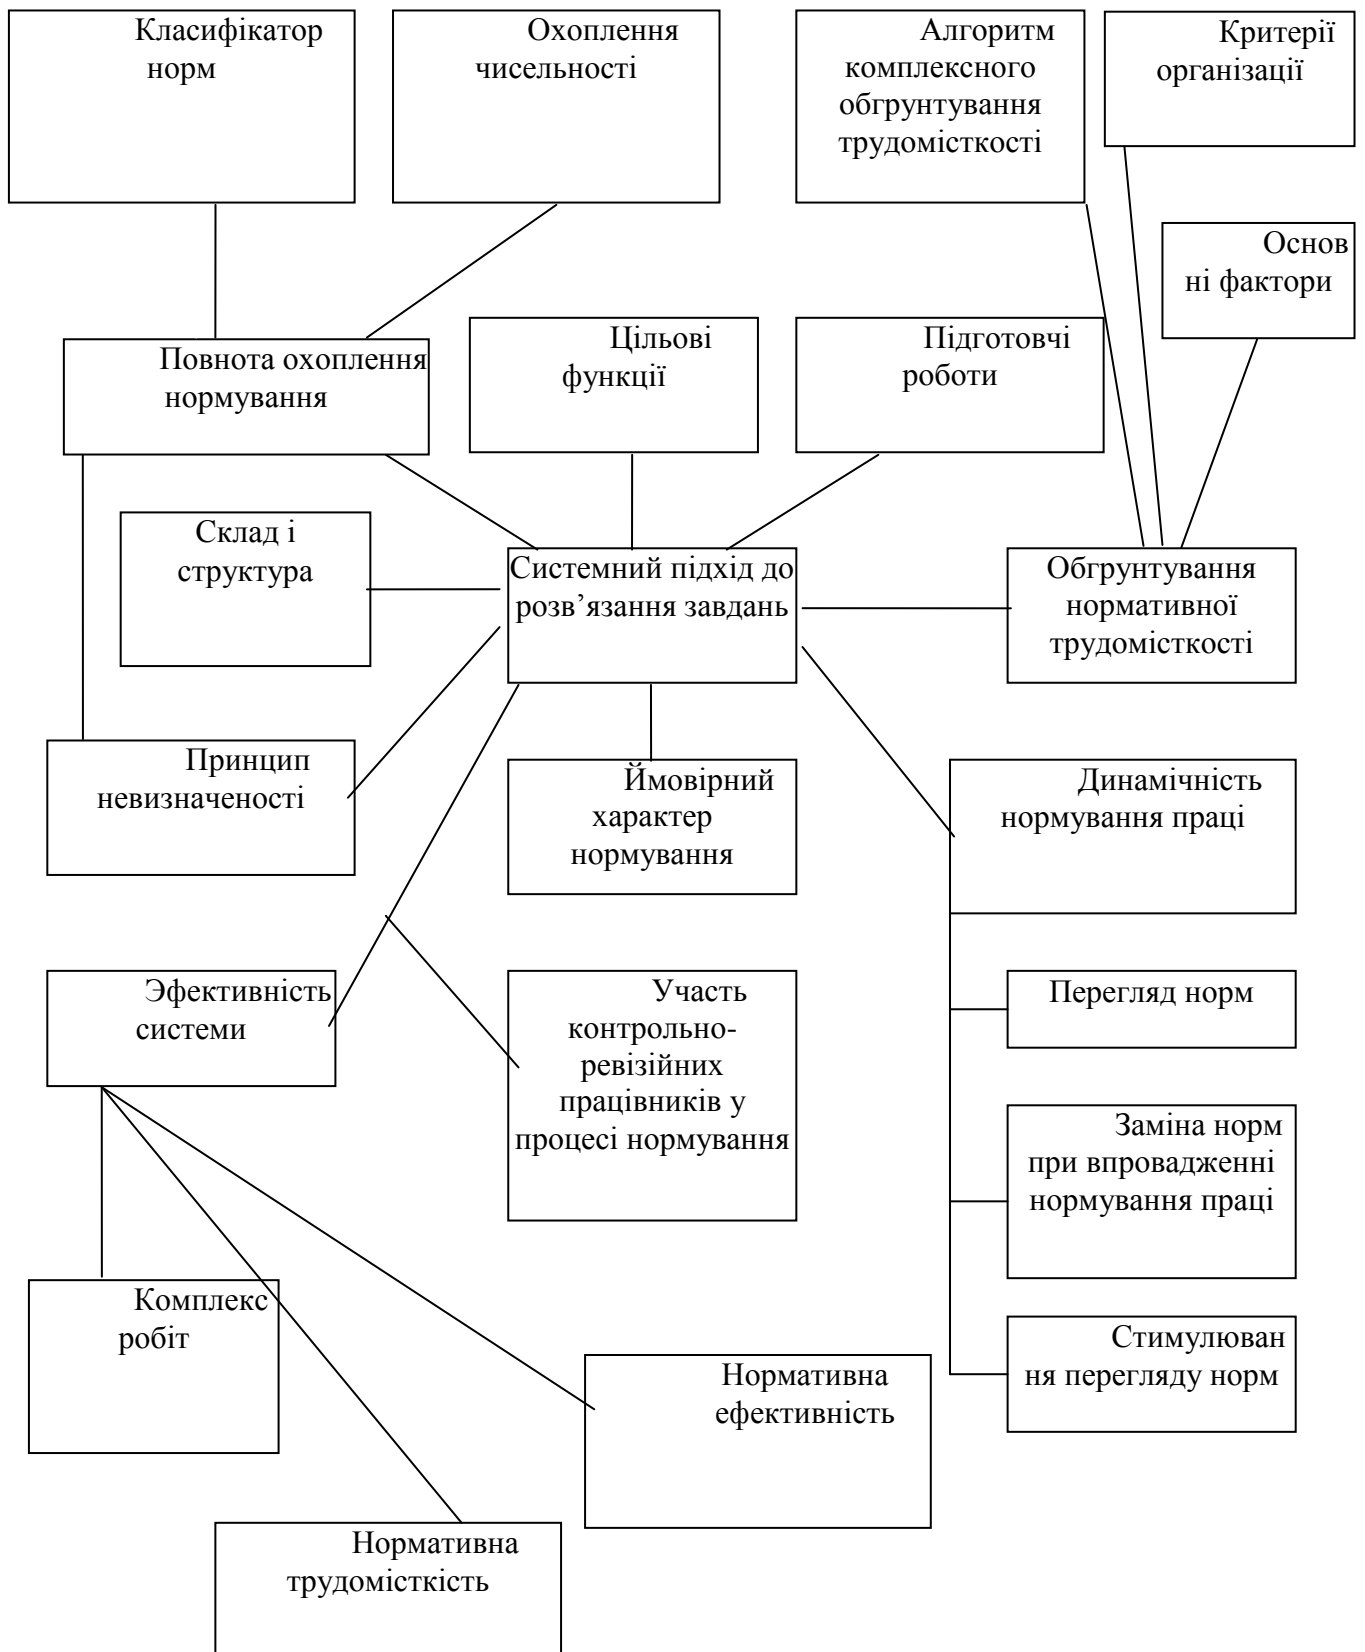 Класифікатор
норм
Охоплення
чисельності
Алгоритм
комплексного
обгрунтування
трудомісткості
Критерії
організації
Основ
ні фактори
Повнота охоплення
нормування
Цільові
функції
Підготовчі
роботи
Склад і
структура
Системний підхід до
розв’язання завдань
Обгрунтування
нормативної
трудомісткості
Принцип
невизначеності
Ймовірний
характер
нормування
Динамічність
нормування праці
Эфективність
системи
Участь
контрольно-
ревізійних
працівників у
процесі нормування
Перегляд норм
Заміна норм
при впровадженні
нормування праці
Комплекс
робіт
Стимулюван
ня перегляду норм
Нормативна
ефективність
Нормативна
трудомісткість